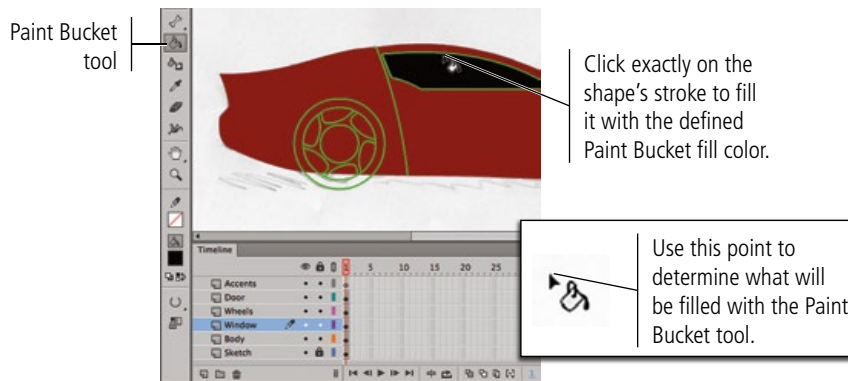 Paint Bucket
tool
Click exactly on the
shape's stroke to fill
it with the defined
Paint Bucket fill color.
Timeline
1 5 10 15 20 25
Accents
Door
Wheels
Window
Body
Sketch
1
Use this point to
determine what will
be filled with the Paint
Bucket tool.